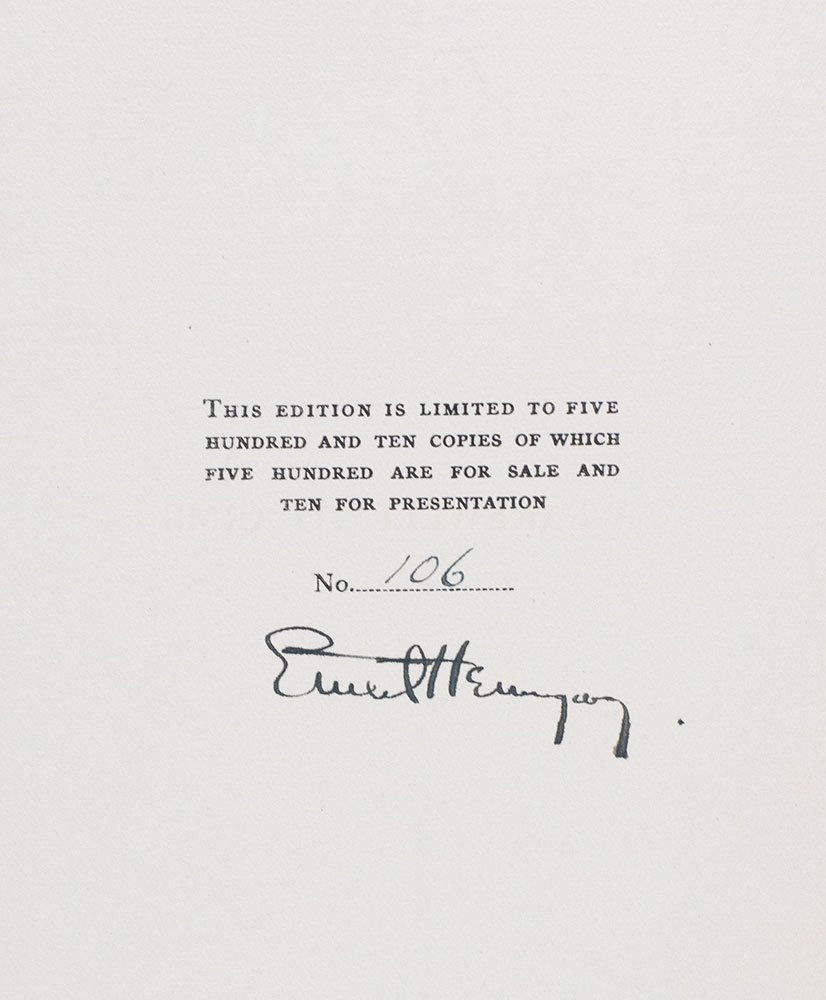 THIS EDITION IS LIMITED TO FIVE
HUNDRED AND TEN COPIES OF WHICH
FIVE HUNDRED ARE FOR SALE AND
TEN FOR PRESENTATION
No. 106
Ernest Hemingway